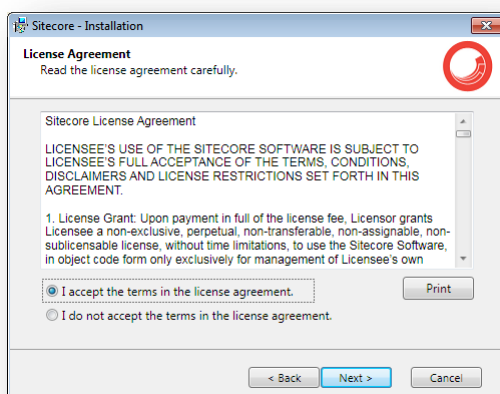 Sitecore - Installation
License Agreement
Read the license agreement carefully.
Sitecore License Agreement
LICENSEE'S USE OF THE SITECORE SOFTWARE IS SUBJECT TO
LICENSEE'S FULL ACCEPTANCE OF THE TERMS, CONDITIONS,
DISCLAIMERS AND LICENSE RESTRICTIONS SET FORTH IN THIS
AGREEMENT.
1. License Grant: Upon payment in full of the license fee, Licensor grants
Licensee a non-exclusive, perpetual, non-transferable, non-assignable, non-
sublicensable license, without time limitations, to use the Sitecore Software,
in object code form only exclusively for management of Licensee's own
I accept the terms in the license agreement.
Print
I do not accept the terms in the license agreement.
< Back Next > Cancel